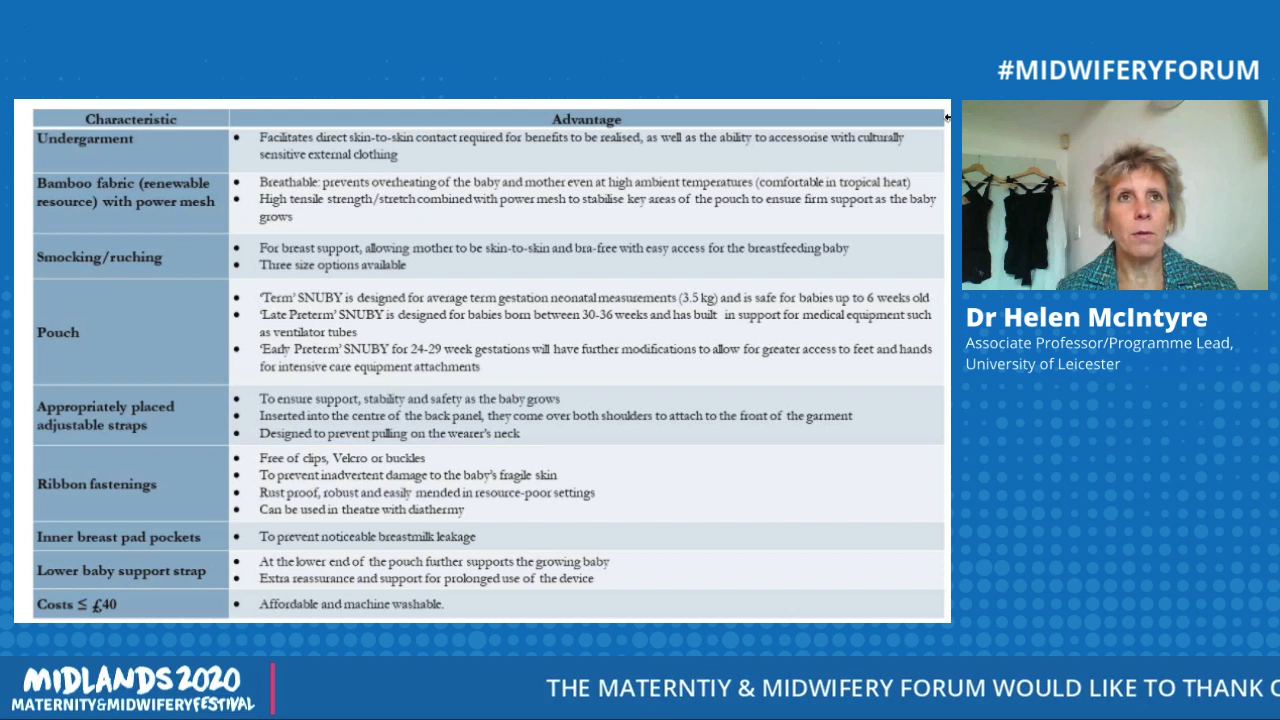 #MIDWIFERYFORUM
Characteristic
Advantage
Undergarment
• Facilitates direct skin-to-skin contact required for benefits to be realised, as well as the ability to accessorise with culturally
sensitive external clothing
Bamboo fabric (renewable
resource) with power mesh
• Breathable: prevents overheating of the baby and mother even at high ambient temperatures (comfortable in tropical heat)
• High tensile strength/stretch combined with power mesh to stabilise key areas of the pouch to ensure firm support as the baby
grows
Smocking/ruching
• For breast support, allowing mother to be skin-to-skin and bra-free with easy access for the breastfeeding baby
• Three size options available
Pouch
• 'Term' SNUBY is designed for average term gestation neonatal measurements (3.5 kg) and is safe for babies up to 6 weeks old
• 'Late Preterm' SNUBY is designed for babies born between 30-36 weeks and has built in support for medical equipment such
as ventilator tubes
• 'Early Preterm' SNUBY for 24-29 week gestations will have further modifications to allow for greater access to feet and hands
for intensive care equipment attachments
Appropriately placed
adjustable straps
• To ensure support, stability and safety as the baby grows
• Inserted into the centre of the back panel, they come over both shoulders to attach to the front of the garment
• Designed to prevent pulling on the wearer's neck
Ribbon fastenings
• Free of clips, Velcro or buckles
• To prevent inadvertent damage to the baby's fragile skin
• Rust proof, robust and easily mended in resource-poor settings
• Can be used in theatre with diathermy
Inner breast pad pockets
• To prevent noticeable breastmilk leakage
Lower baby support strap
• At the lower end of the pouch further supports the growing baby
• Extra reassurance and support for prolonged use of the device
Costs ≤ £40
• Affordable and machine washable.
Dr Helen McIntyre
Associate Professor/Programme Lead,
University of Leicester
MIDLANDS 2020
MATERNITY&MIDWIFERYFESTIVAL
THE MATERNTIY & MIDWIFERY FORUM WOULD LIKE TO THANK